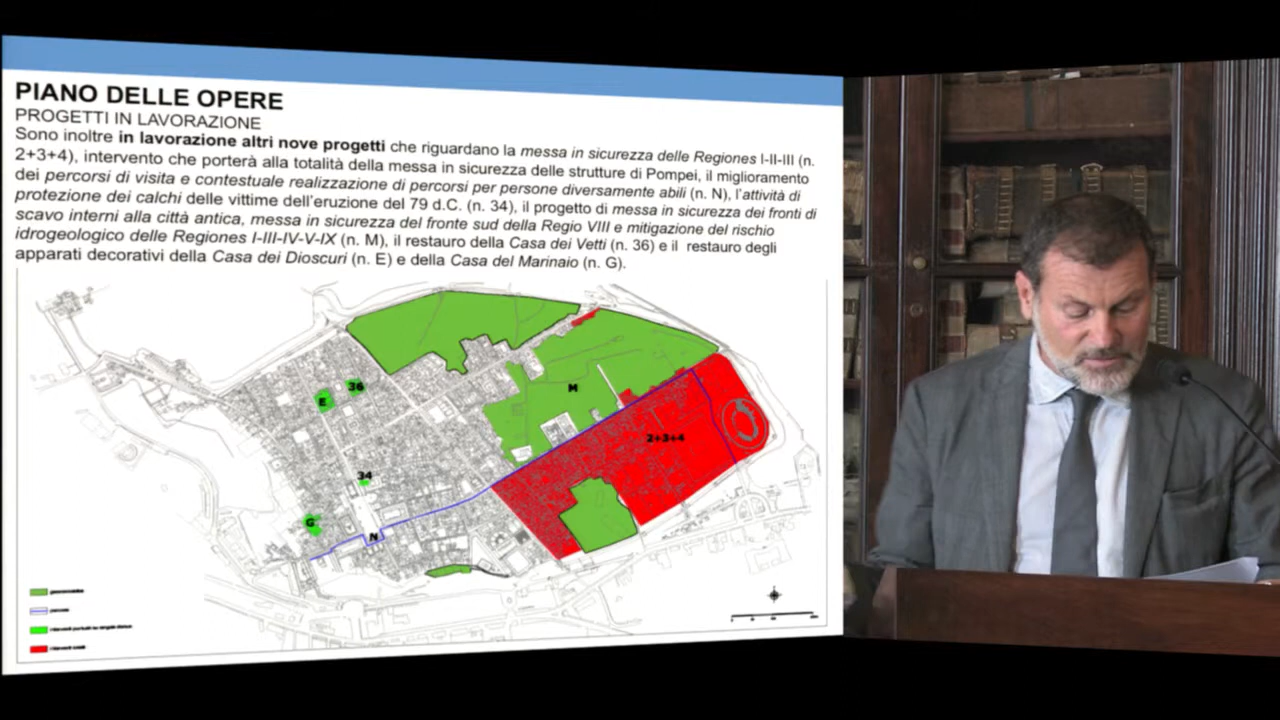 PIANO DELLE OPERE
PROGETTI IN LAVORAZIONE
Sono inoltre in lavorazione altri nove progetti che riguardano la messa in sicurezza delle Regiones I-II-III (n.
2+3+4), intervento che porterà alla totalità della messa in sicurezza delle strutture di Pompei, il miglioramento
dei percorsi di visita e contestuale realizzazione di percorsi per persone diversamente abili (n. N), l'attività di
protezione dei calchi delle vittime dell'eruzione del 79 d.C. (n. 34), il progetto di messa in sicurezza dei fronti di
scavo interni alla città antica, messa in sicurezza del fronte sud della Regio VIII e mitigazione del rischio
idrogeologico delle Regiones I-III-IV-V-IX (n. M), il restauro della Casa dei Vetti (n. 36) e il restauro degli
apparati decorativi della Casa dei Dioscuri (n. E) e della Casa del Marinaio (n. G).
36
E
M
2+3+4
34
G
N